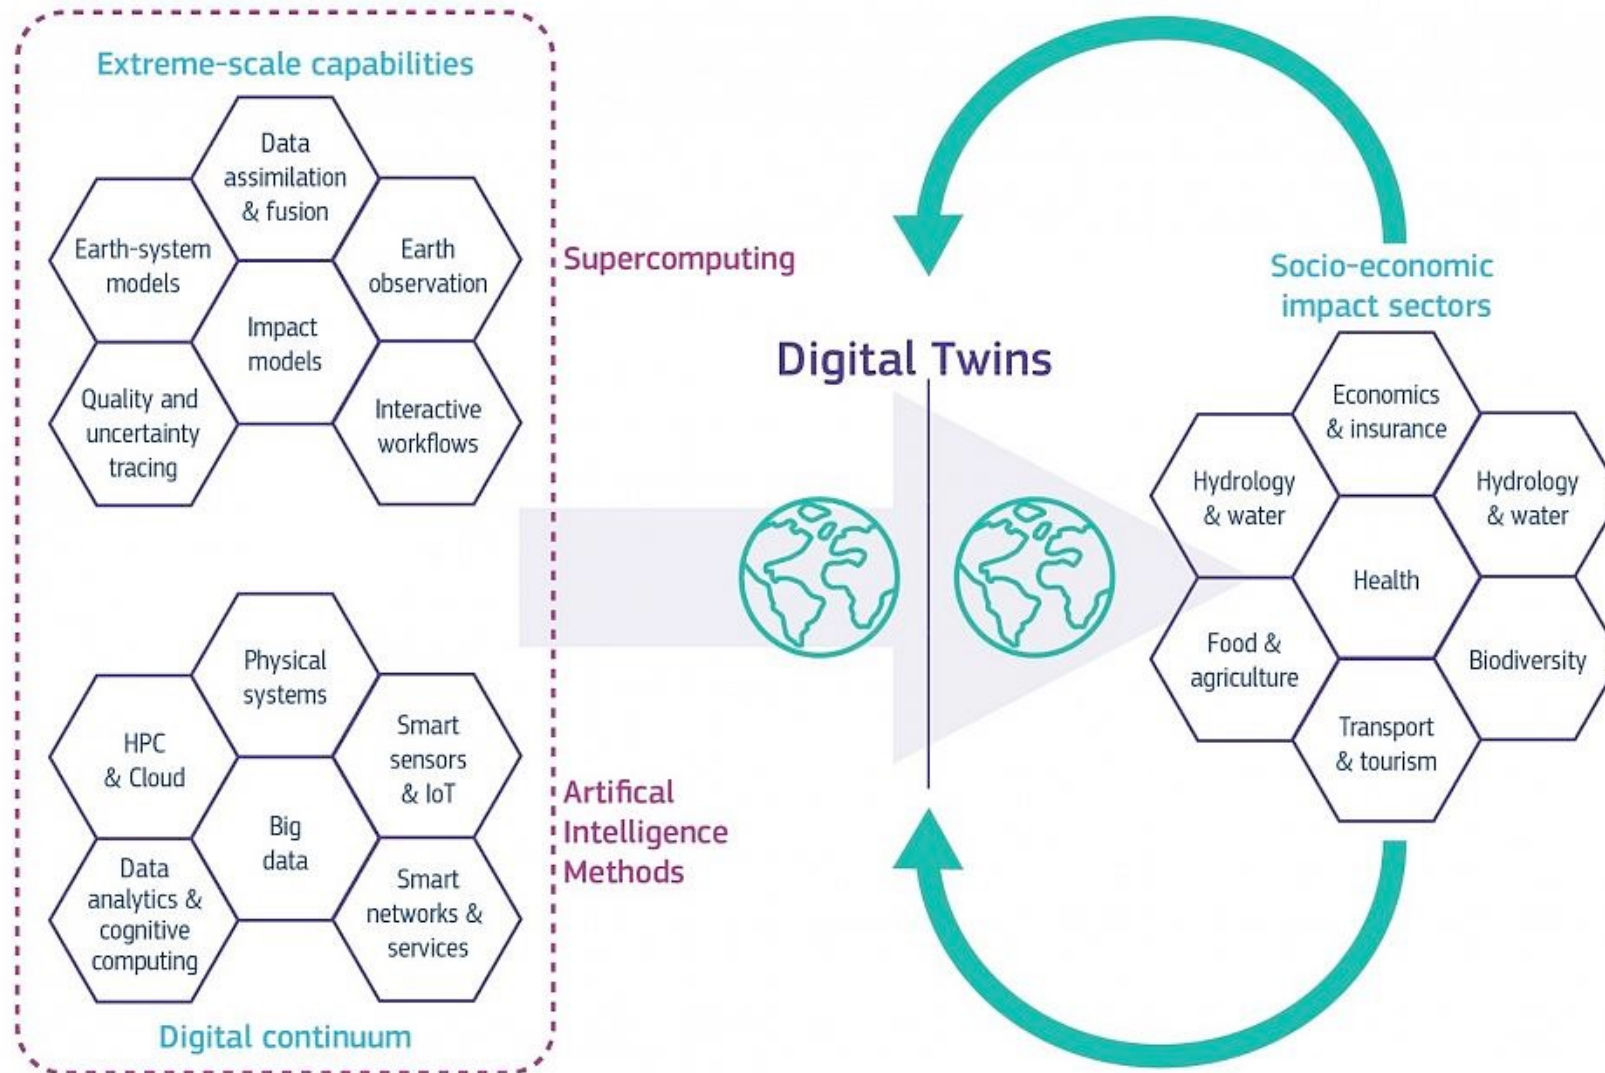 Extreme-scale capabilities
Data
assimilation
& fusion
Earth-system
models
Earth
observation
Impact
models
Quality and
uncertainty
tracing
Interactive
workflows
Physical
systems
HPC
& Cloud
Smart
sensors
& IoT
Big
data
Data
analytics &
cognitive
computing
Smart
networks &
services
Digital continuum
Supercomputing
Artifical
Intelligence
Methods
Digital Twins
Socio-economic
impact sectors
Economics
& insurance
Hydrology
& water
Hydrology
& water
Health
Food &
agriculture
Biodiversity
Transport
& tourism